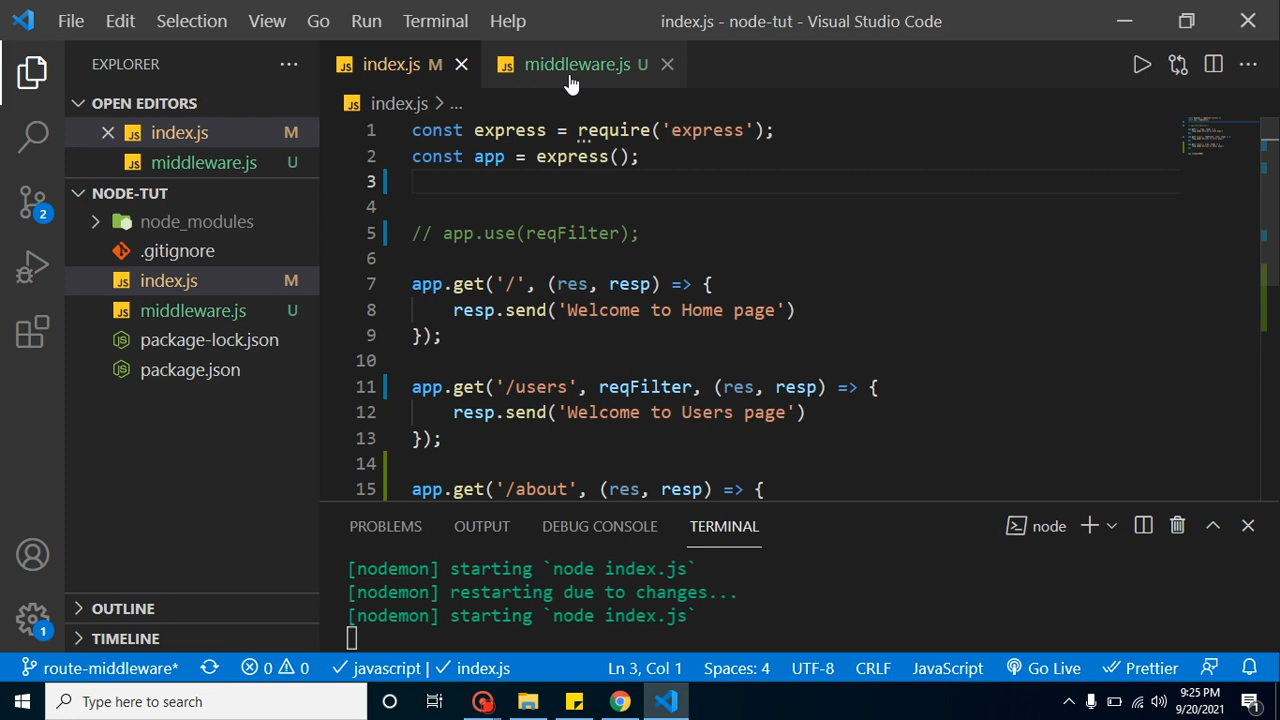 File Edit Selection View Go Run Terminal Help
index.js - node-tut - Visual Studio Code
EXPLORER
OPEN EDITORS
index.js M
middleware.js U
NODE-TUT
node_modules
.gitignore
index.js M
middleware.js U
package-lock.json
package.json
OUTLINE
TIMELINE
2
1
index.js M
middleware.js U
index.js > ...
1 const express = require('express');
2 const app = express();
3
4
5 // app.use(reqFilter);
6
7 app.get('/', (res, resp) => {
8 resp.send('Welcome to Home page')
9 });
10
11 app.get('/users', reqFilter, (res, resp) => {
12 resp.send('Welcome to Users page')
13 });
14
15 app.get('/about', (res, resp) => {
PROBLEMS OUTPUT DEBUG CONSOLE TERMINAL
node
[nodemon] starting `node index.js`
[nodemon] restarting due to changes...
[nodemon] starting `node index.js`
route-middleware* 0 0 javascript | index.js Ln 3, Col 1 Spaces: 4 UTF-8 CRLF JavaScript Go Live Prettier
Type here to search
9:25 PM
9/20/2021
1